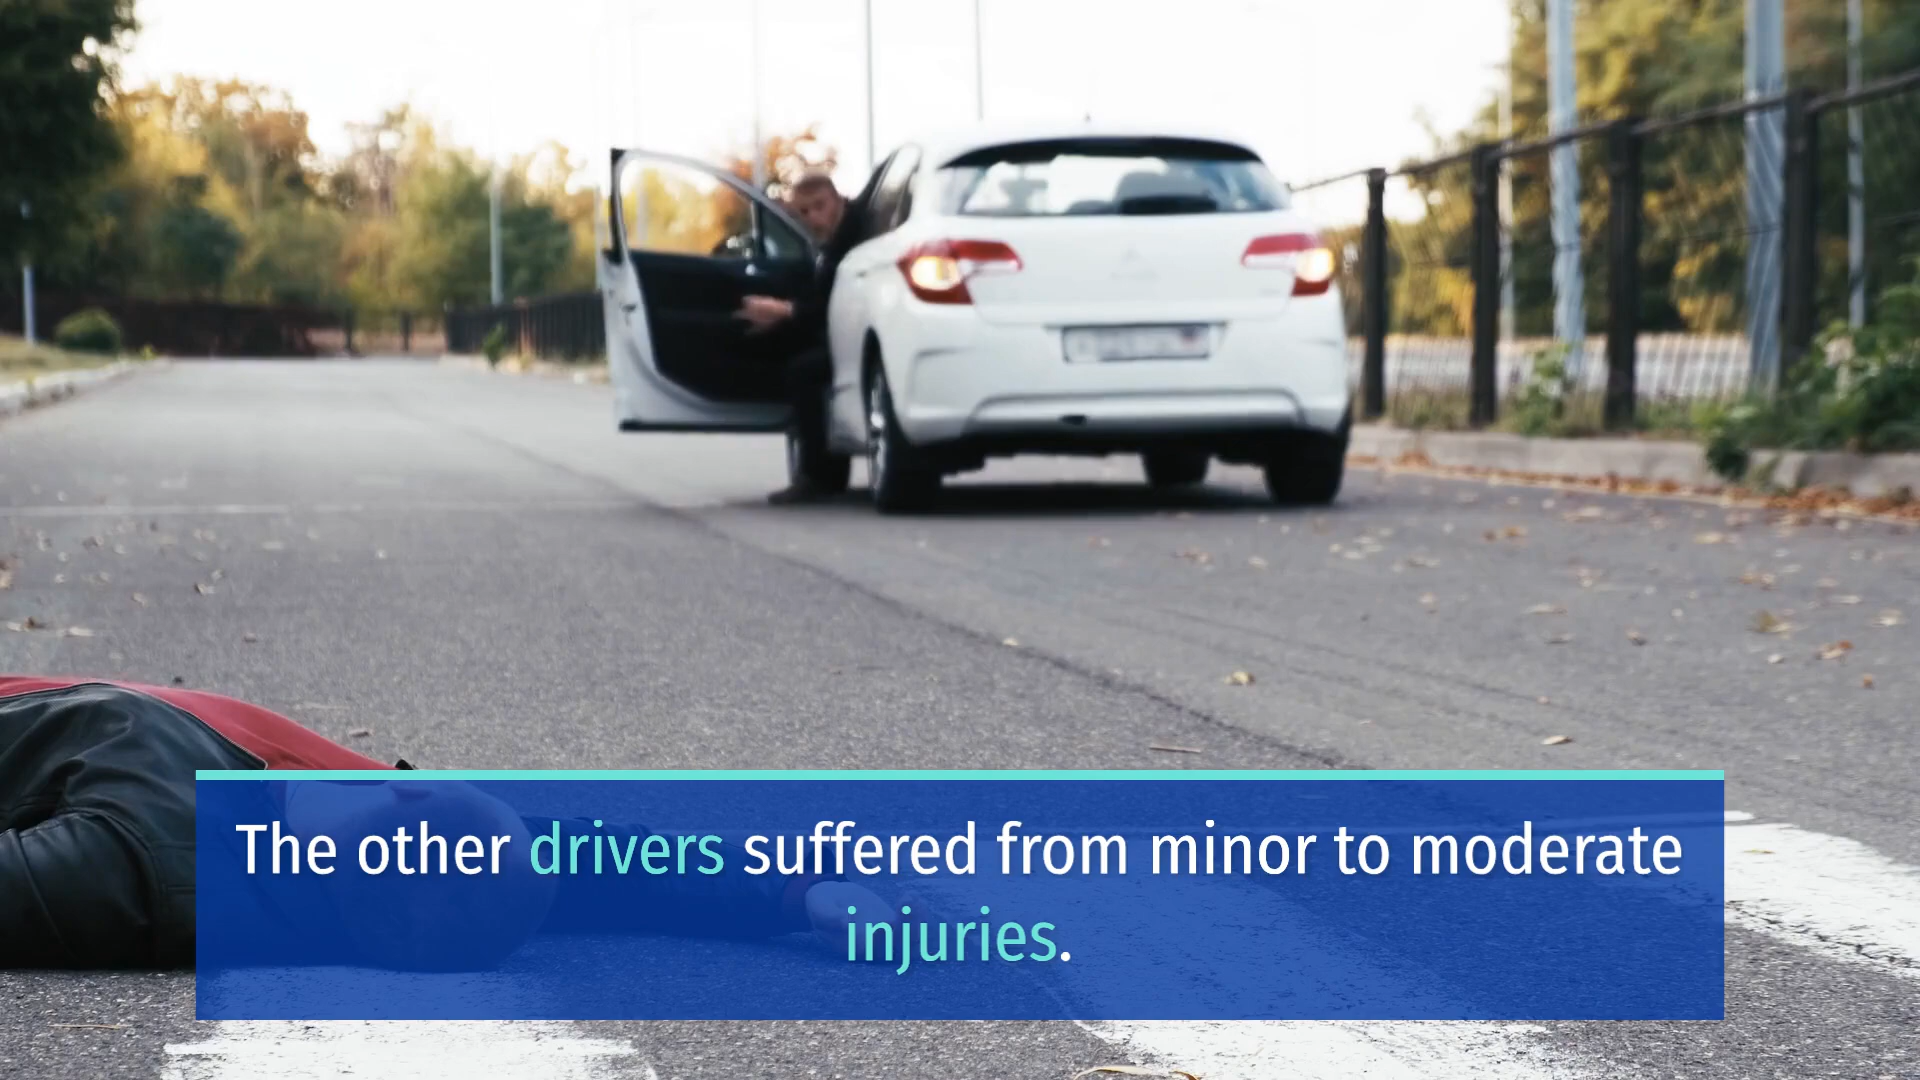 The other drivers suffered from minor to moderate
injuries.